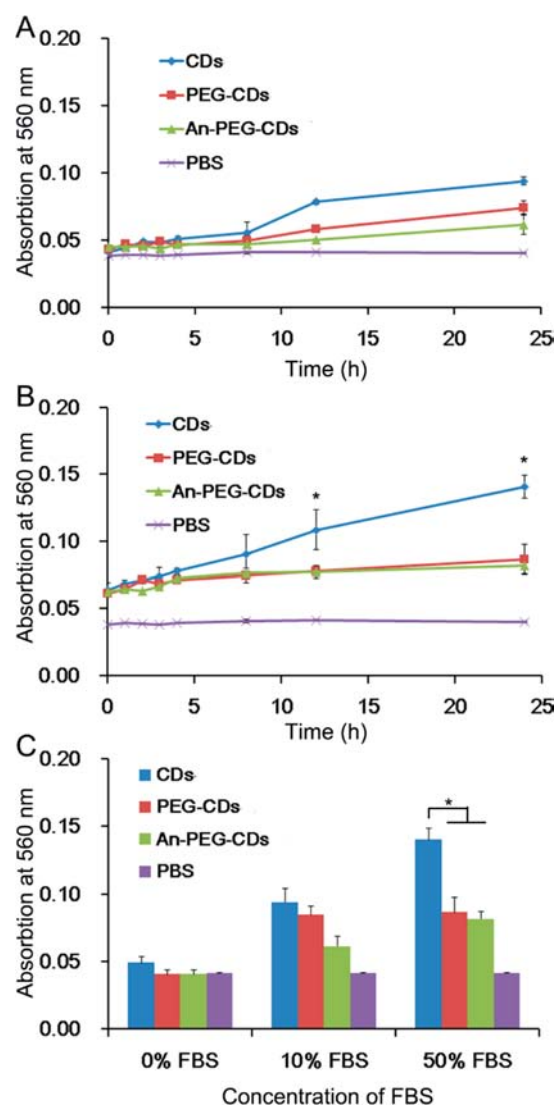 A
0.20
0.15
0.10
0.05
0.00
Absorbtion at 560 nm
CDs
PEG-CDs
An-PEG-CDs
PBS
0 5 10 15 20 25
Time (h)
B
0.20
0.15
0.10
0.05
0.00
Absorbtion at 560 nm
CDs
PEG-CDs
An-PEG-CDs
PBS
*
*
0 5 10 15 20 25
Time (h)
C
0.20
0.15
0.10
0.05
0.00
Absorbtion at 560 nm
CDs
PEG-CDs
An-PEG-CDs
PBS
*
0% FBS 10% FBS 50% FBS
Concentration of FBS